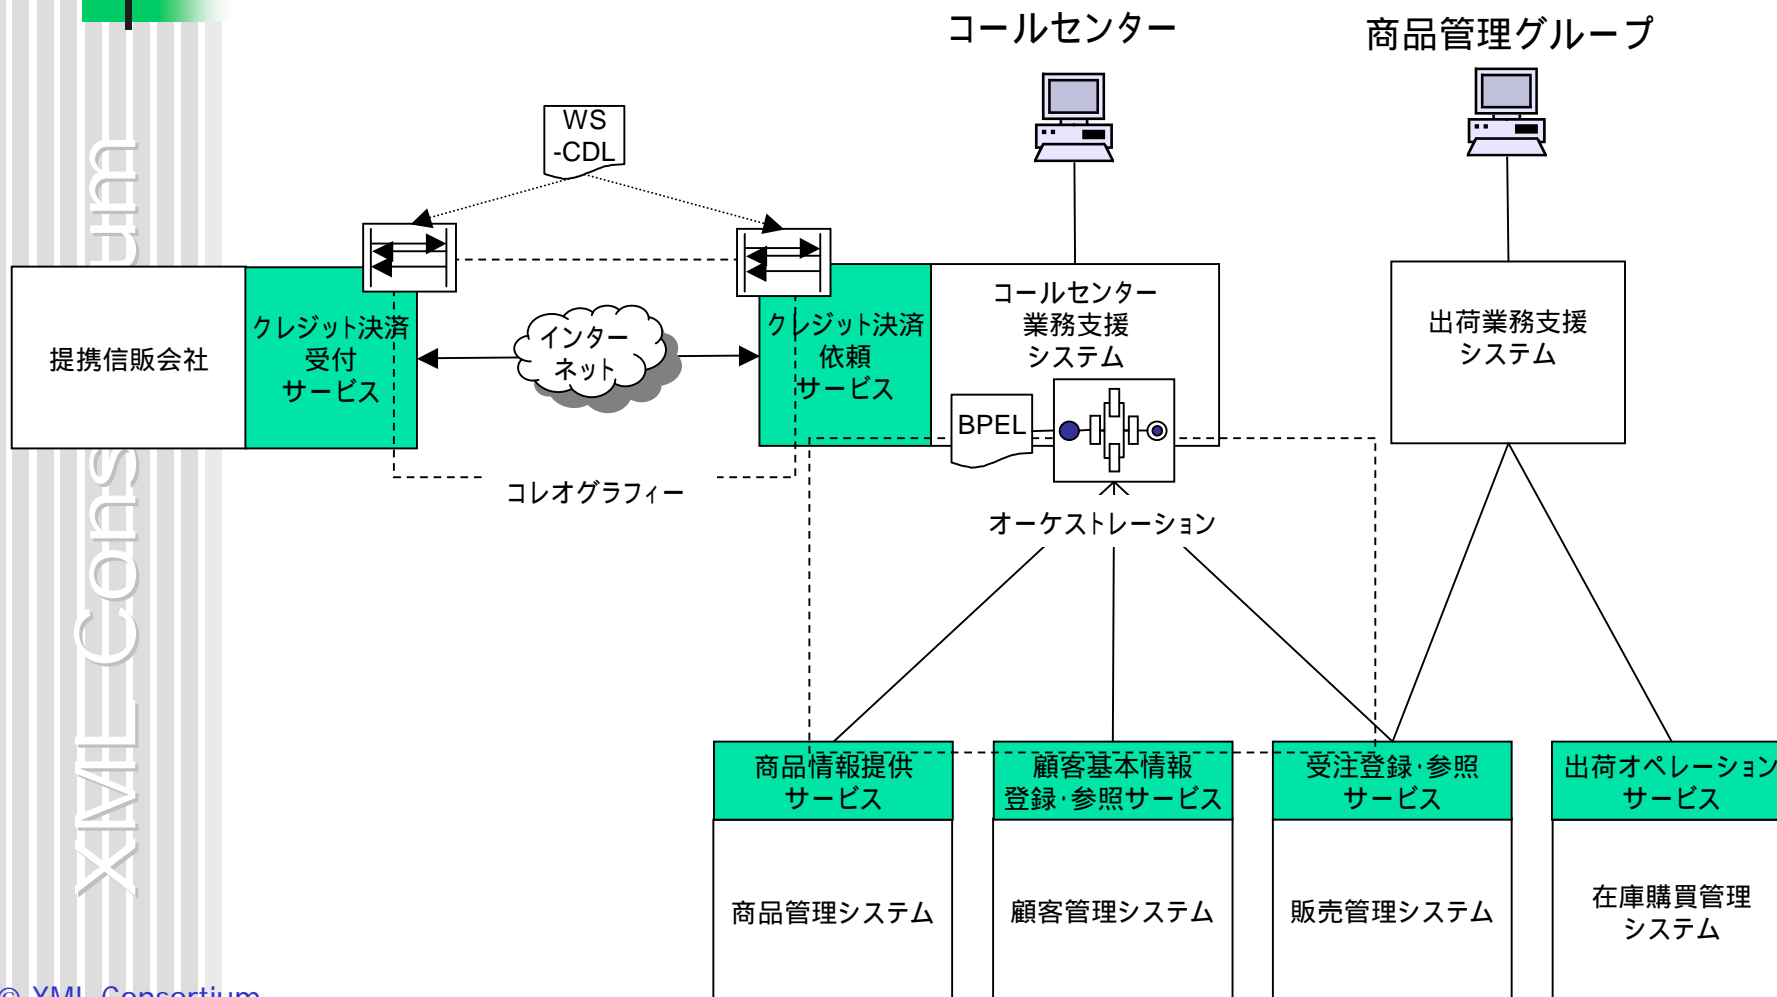 コールセンター
商品管理グループ
WS
-CDL
提携信販会社
クレジット決済
受付
サービス
インター
ネット
クレジット決済
依頼
サービス
コールセンター
業務支援
システム
BPEL
出荷業務支援
システム
コレオグラフィー
オーケストレーション
商品情報提供
サービス
顧客基本情報
登録・参照サービス
受注登録・参照
サービス
出荷オペレーション
サービス
商品管理システム
顧客管理システム
販売管理システム
在庫購買管理
システム
XML Consortium
© XML Consortium